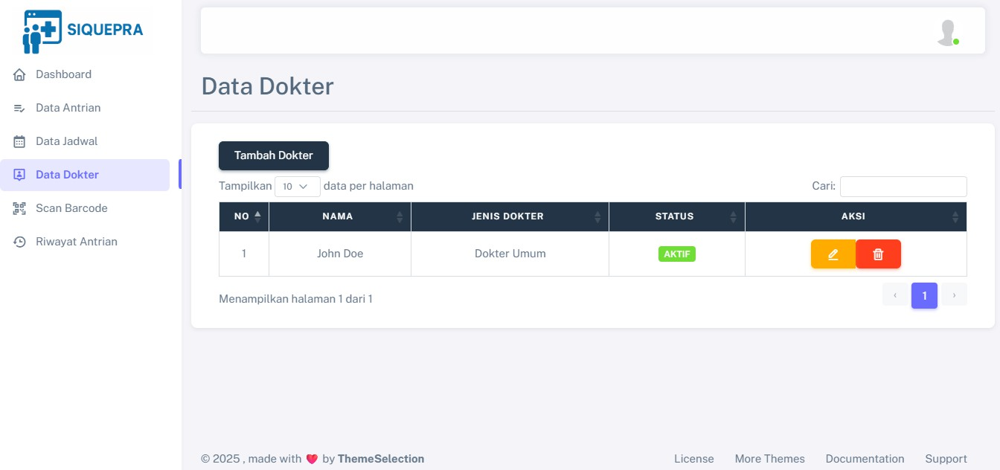 SIQUEPRA
Dashboard
Data Antrian
Data Jadwal
Data Dokter
Scan Barcode
Riwayat Antrian
Data Dokter
Tambah Dokter
Tampilkan 10 data per halaman
Cari:
NO NAMA JENIS DOKTER STATUS AKSI
1 John Doe Dokter Umum AKTIF
Menampilkan halaman 1 dari 1
‹ 1 ›
© 2025 , made with ❤️ by ThemeSelection
License More Themes Documentation Support